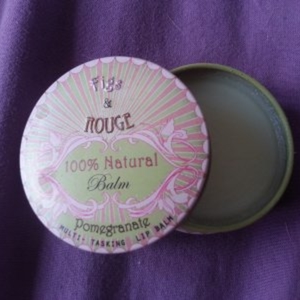 Figs
&
ROUGE
100% Natural
Balm
Pomegranate
MULTI-TASKING LIP BALM